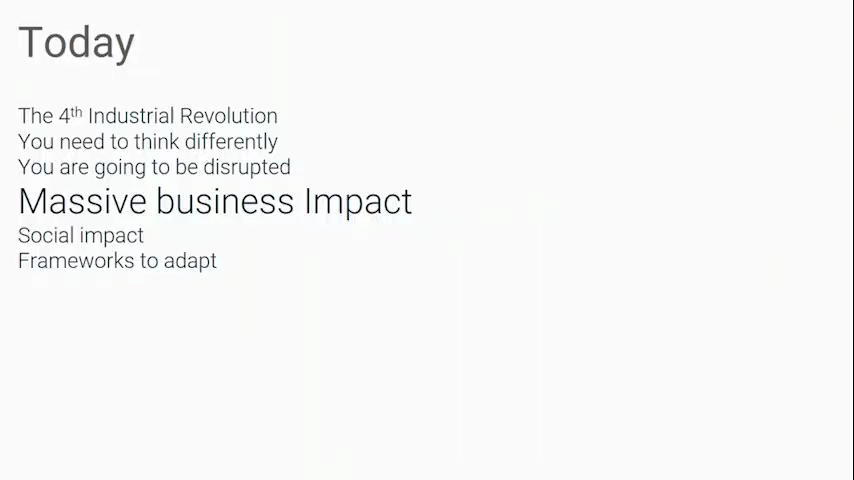 Today
The 4th Industrial Revolution
You need to think differently
You are going to be disrupted
Massive business Impact
Social impact
Frameworks to adapt